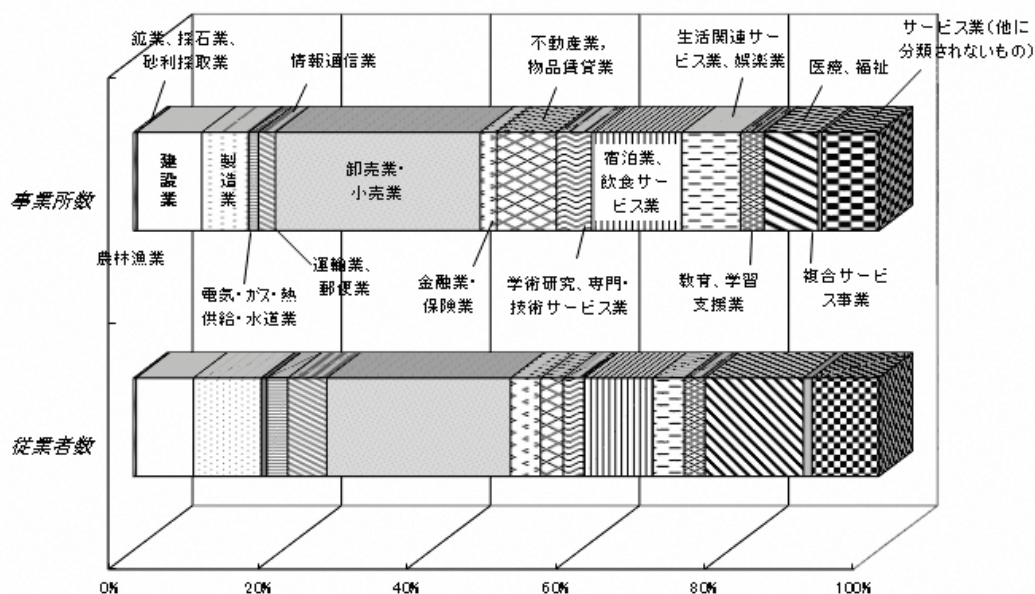 鉱業、採石業、
砂利採取業
情報通信業
不動産業,
物品賃貸業
生活関連サー
ビス業、娯楽業
医療、福祉
サービス業(他に
分類されないもの)
事業所数
建設業
製造業
卸売業・
小売業
宿泊業、
飲食サー
ビス業
農林漁業
電気・ガス・熱
供給・水道業
運輸業、
郵便業
金融業・
保険業
学術研究、専門・
技術サービス業
教育、学習
支援業
複合サービ
ス事業
従業者数
0%
20%
40%
60%
80%
100%